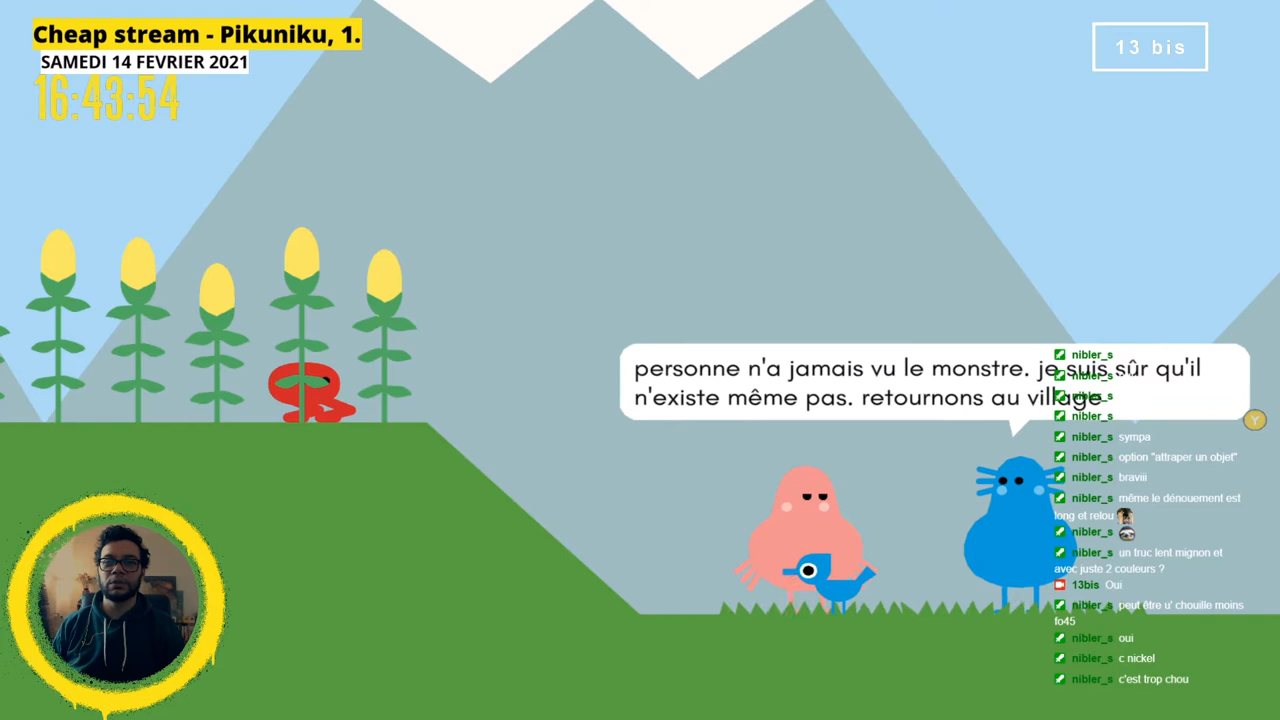 Cheap stream - Pikuniku, 1.
SAMEDI 14 FEVRIER 2021
16:43:54
13 bis
personne n'a jamais vu le monstre. je suis sûr qu'il
n'existe même pas. retournons au village
Y
nibler_s
nibler_s
nibler_s
nibler_s
nibler_s sympa
nibler_s option "attraper un objet"
nibler_s braviii
nibler_s même le dénouement est
long et relou
nibler_s
nibler_s un truc lent mignon et
avec juste 2 couleurs ?
13bis Oui
nibler_s peut être u' chouille moins
fo45
nibler_s oui
nibler_s c nickel
nibler_s c'est trop chou